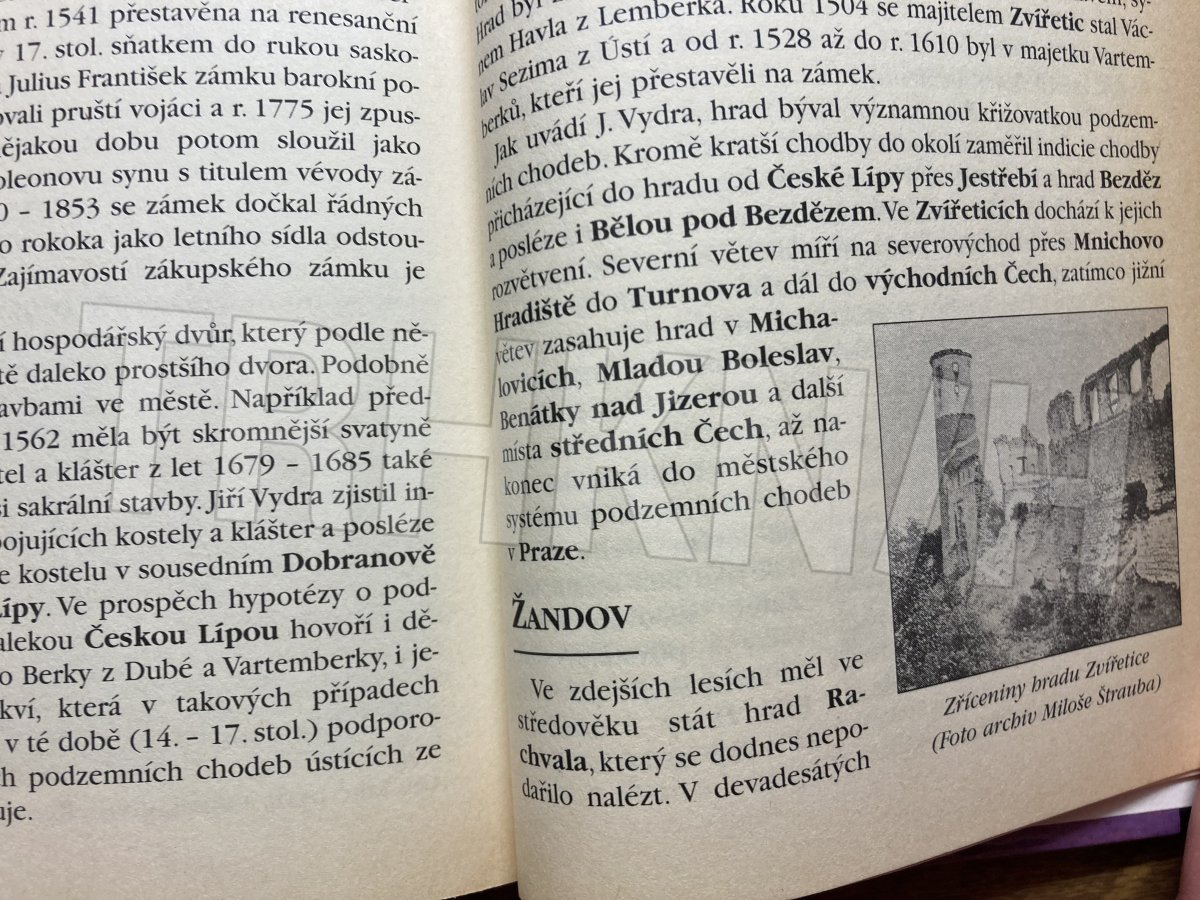 m r. 1541 přestavěna na renesanční
v 17. stol. sňatkem do rukou sasko-
Julius František zámku barokní po-
ovali pruští vojáci a r. 1775 jej zpus-
nějakou dobu potom sloužil jako
oleonovu synu s titulem vévody zá-
0 – 1853 se zámek dočkal řádných
o rokoka jako letního sídla odstou-
Zajímavostí zákupského zámku je
í hospodářský dvůr, který podle ně-
tě daleko prostšího dvora. Podobně
avbami ve městě. Například před-
1562 měla být skromnější svatyně
tel a klášter z let 1679 – 1685 také
si sakrální stavby. Jiří Vydra zjistil in-
pojujících kostely a klášter a posléze
e kostelu v sousedním Dobranově
Lípy. Ve prospěch hypotézy o pod-
alekou Českou Lípou hovoří i dě-
o Berky z Dubé a Vartemberky, i je-
kví, která v takových případech
v té době (14. – 17. stol.) podporo-
h podzemních chodeb ústících ze
uje.
Hrad byl
nem Havla z Lemberka. Roku 1504 se majitelem Zvířetic stal Vác-
lav Sezima z Ústí a od r. 1528 až do r. 1610 byl v majetku Vartem-
berků, kteří jej přestavěli na zámek.
Jak uvádí J. Vydra, hrad býval významnou křižovatkou podzem-
ních chodeb. Kromě kratší chodby do okolí zaměřil indicie chodby
přicházející do hradu od České Lípy přes Jestřebí a hrad Bezděz
a posléze i Bělou pod Bezdězem. Ve Zvířeticích dochází k jejich
rozvětvení. Severní větev míří na severovýchod přes Mnichovo
Hradiště do Turnova a dál do východních Čech, zatímco jižní
větev zasahuje hrad v Micha-
lovicích, Mladou Boleslav,
Benátky nad Jizerou a další
místa středních Čech, až na-
konec vniká do městského
systému podzemních chodeb
v Praze.
ŽANDOV
Ve zdejších lesích měl ve
středověku stát hrad Ra-
chvala, který se dodnes nepo-
dařilo nalézt. V devadesátých
Zříceniny hradu Zvířetice
(Foto archiv Miloše Štrauba)